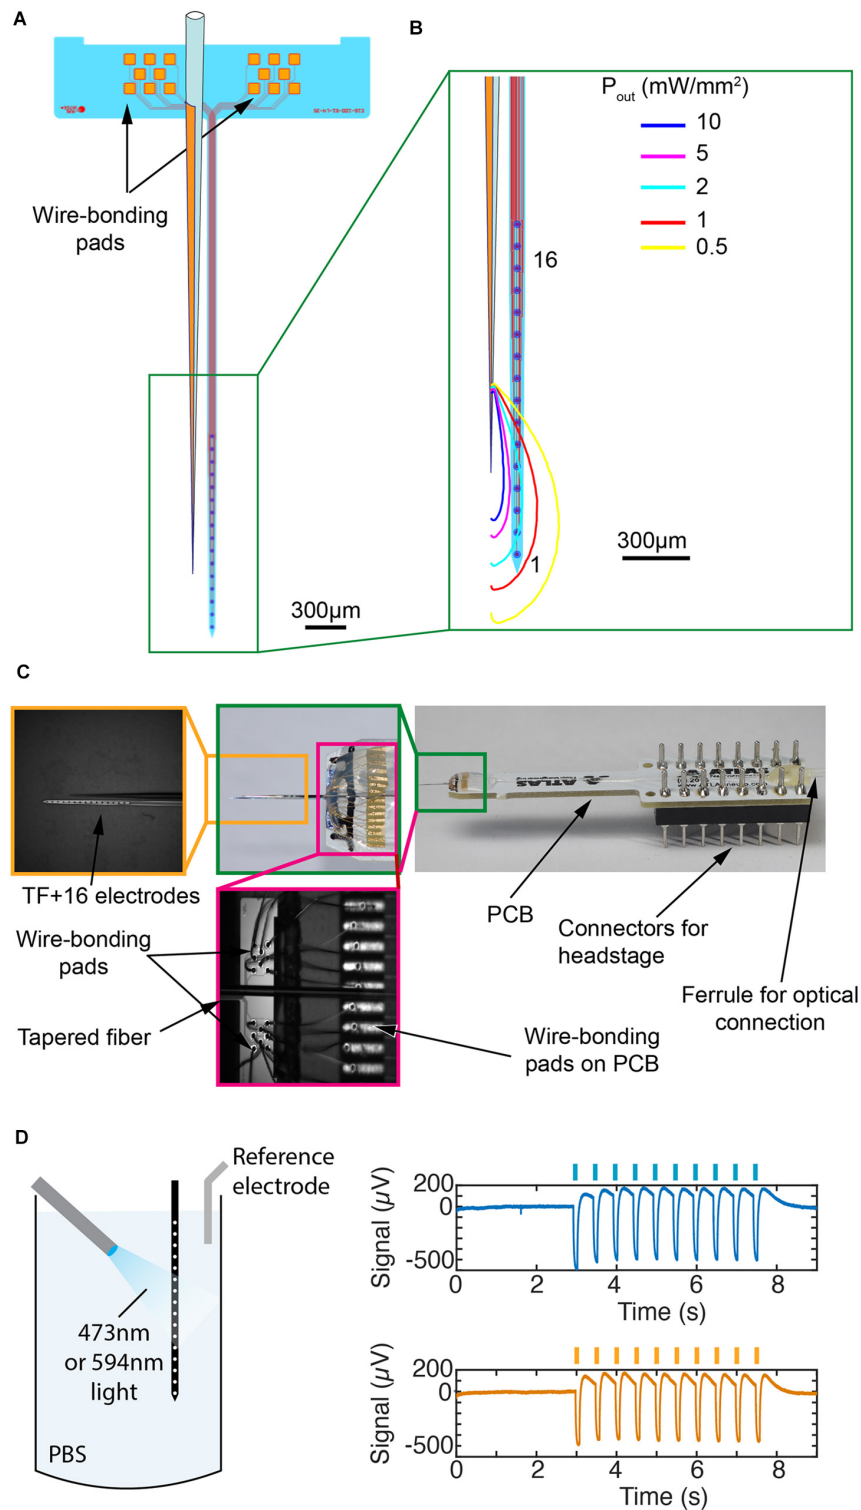 A
B
Wire-bonding
pads
300µm
P out (mW/mm²)
10
5
2
1
0.5
16
1
300µm
C
ATLAS
TF+16 electrodes
Wire-bonding
pads
Tapered fiber
PCB
Connectors for
headstage
Ferrule for optical
connection
Wire-bonding
pads on PCB
D
Reference
electrode
473nm
or 594nm
light
PBS
200
0
-500
Signal (µV)
0 2 4 6 8
Time (s)
200
0
-500
Signal (µV)
0 2 4 6 8
Time (s)